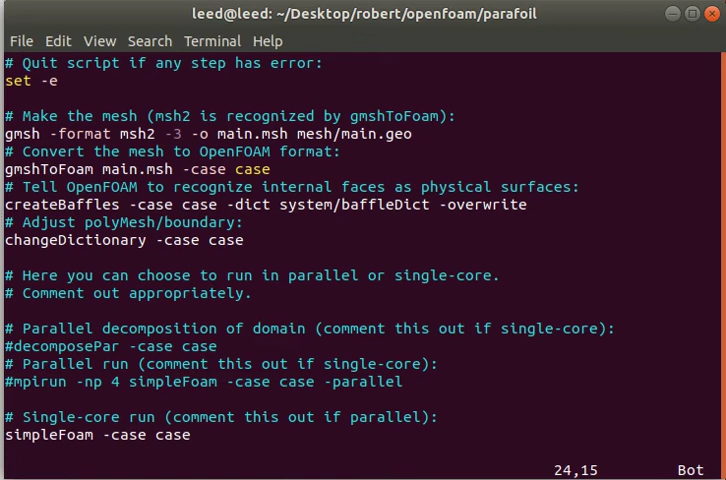 leed@leed: ~/Desktop/robert/openfoam/parafoil
File Edit View Search Terminal Help
# Quit script if any step has error:
set -e
# Make the mesh (msh2 is recognized by gmshToFoam):
gmsh -format msh2 -3 -o main.msh mesh/main.geo
# Convert the mesh to OpenFOAM format:
gmshToFoam main.msh -case case
# Tell OpenFOAM to recognize internal faces as physical surfaces:
createBaffles -case case -dict system/baffleDict -overwrite
# Adjust polyMesh/boundary:
changeDictionary -case case
# Here you can choose to run in parallel or single-core.
# Comment out appropriately.
# Parallel decomposition of domain (comment this out if single-core):
#decomposePar -case case
# Parallel run (comment this out if single-core):
#mpirun -np 4 simpleFoam -case case -parallel
# Single-core run (comment this out if parallel):
simpleFoam -case case
24,15 Bot